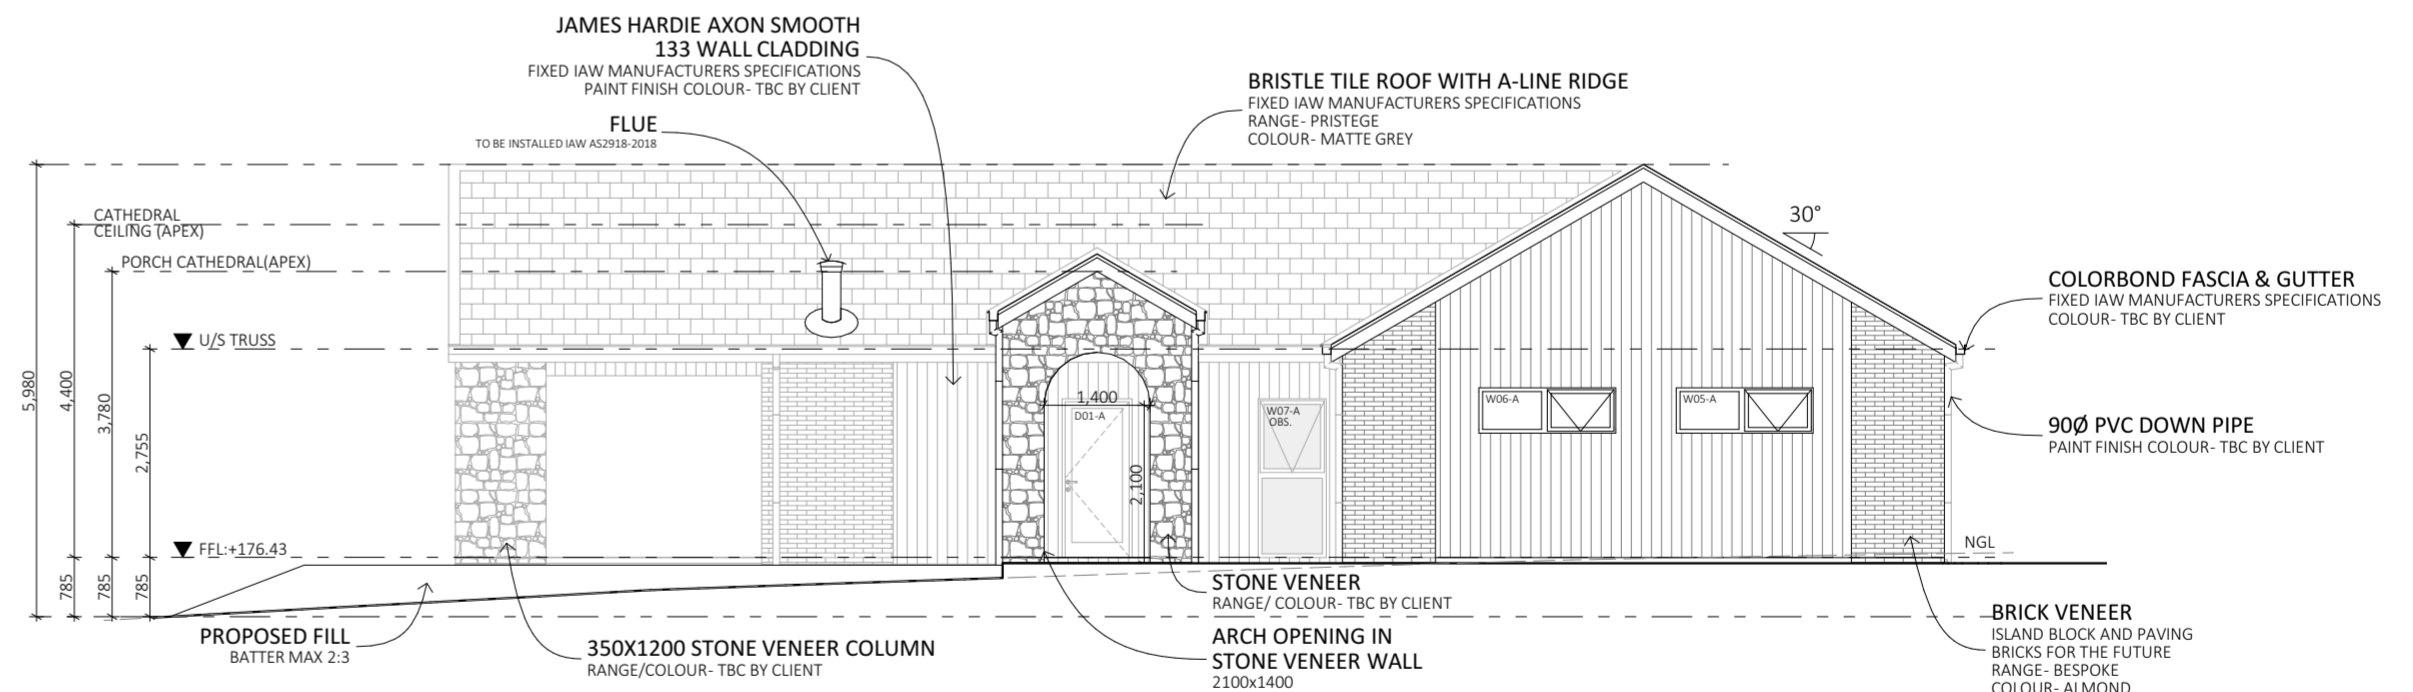 JAMES HARDIE AXON SMOOTH
133 WALL CLADDING
FIXED IAW MANUFACTURERS SPECIFICATIONS
PAINT FINISH COLOUR- TBC BY CLIENT
FLUE
TO BE INSTALLED IAW AS2918-2018
BRISTLE TILE ROOF WITH A-LINE RIDGE
FIXED IAW MANUFACTURERS SPECIFICATIONS
RANGE- PRISTEGE
COLOUR- MATTE GREY
CATHEDRAL
CEILING (APEX)
PORCH CATHEDRAL(APEX)
U/S TRUSS
FFL:+176.43
5,980
4,400
3,780
2,755
785
785
785
30°
COLORBOND FASCIA & GUTTER
FIXED IAW MANUFACTURERS SPECIFICATIONS
COLOUR- TBC BY CLIENT
1,400
D01-A
2,100
W07-A
OBS.
W06-A
W05-A
90Ø PVC DOWN PIPE
PAINT FINISH COLOUR- TBC BY CLIENT
NGL
PROPOSED FILL
BATTER MAX 2:3
350X1200 STONE VENEER COLUMN
RANGE/COLOUR- TBC BY CLIENT
STONE VENEER
RANGE/ COLOUR- TBC BY CLIENT
ARCH OPENING IN
STONE VENEER WALL
2100x1400
BRICK VENEER
ISLAND BLOCK AND PAVING
BRICKS FOR THE FUTURE
RANGE- BESPOKE
COLOUR- ALMOND